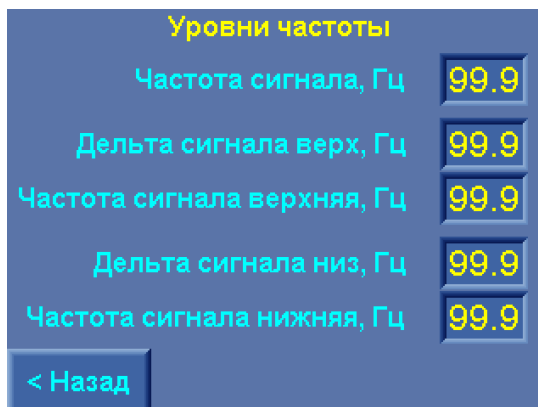 Уровни частоты
Частота сигнала, Гц 99.9
Дельта сигнала верх, Гц 99.9
Частота сигнала верхняя, Гц 99.9
Дельта сигнала низ, Гц 99.9
Частота сигнала нижняя, Гц 99.9
< Назад